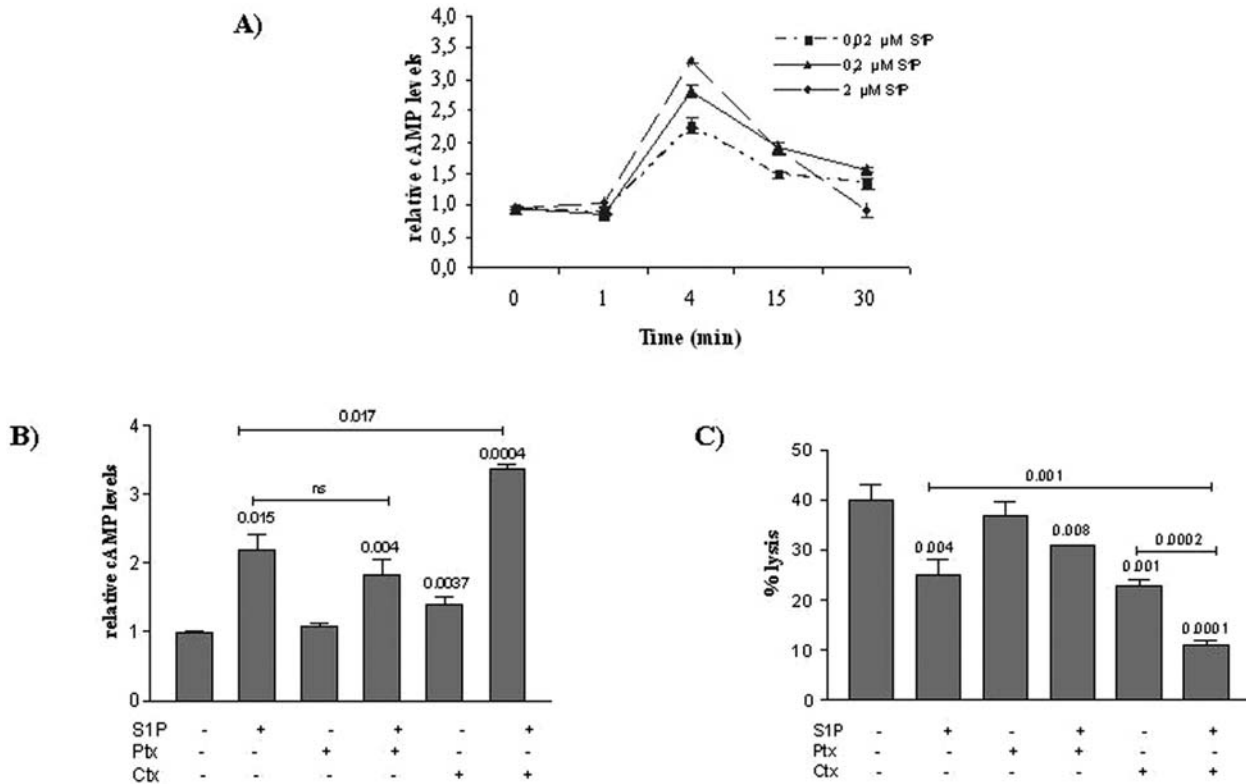 A)
relative cAMP levels
4,0
3,5
3,0
2,5
2,0
1,5
1,0
0,5
0,0
0,02 µM S1P
0,2 µM S1P
2 µM S1P
0 1 4 15 30
Time (min)
B)
relative cAMP levels
4
3
2
1
0
0.017
ns
0.015
0.004
0.0037
0.0004
S1P - + - + - +
Ptx - - + + - -
Ctx - - - - + +
C)
% lysis
50
40
30
20
10
0
0.001
0.0002
0.004
0.008
0.001
0.0001
S1P - + - + - +
Ptx - - + + - -
Ctx - - - - + +